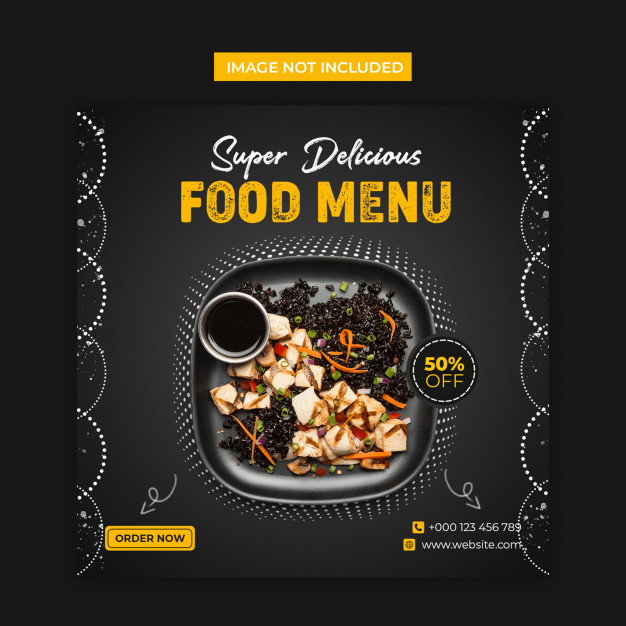 IMAGE NOT INCLUDED
Super Delicious
FOOD MENU
50%
OFF
ORDER NOW
+000 123 456 789
www.website.com